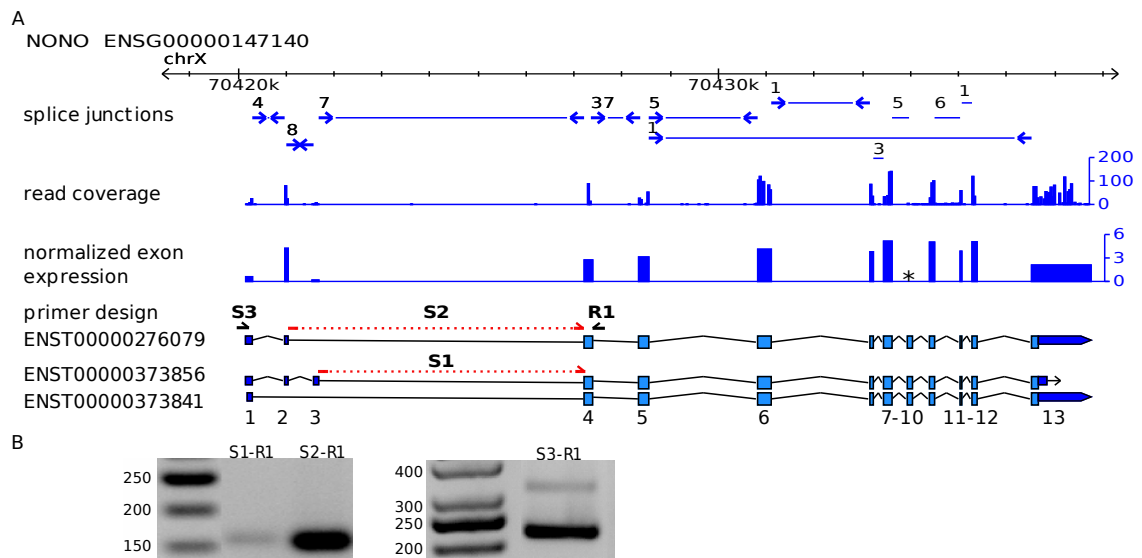 A
NONO ENSG00000147140
chrX
70420k 70430k
splice junctions
4 7 37 5 1 5 6 1
8 1
3
read coverage
200
100
0
normalized exon
expression
6
3
0
*
primer design
S3 S2 R1
ENST00000276079
S1
ENST00000373856
ENST00000373841
1 2 3 4 5 6 7-10 11-12 13
B
S1-R1 S2-R1 S3-R1
250
200
150
400
300
250
200